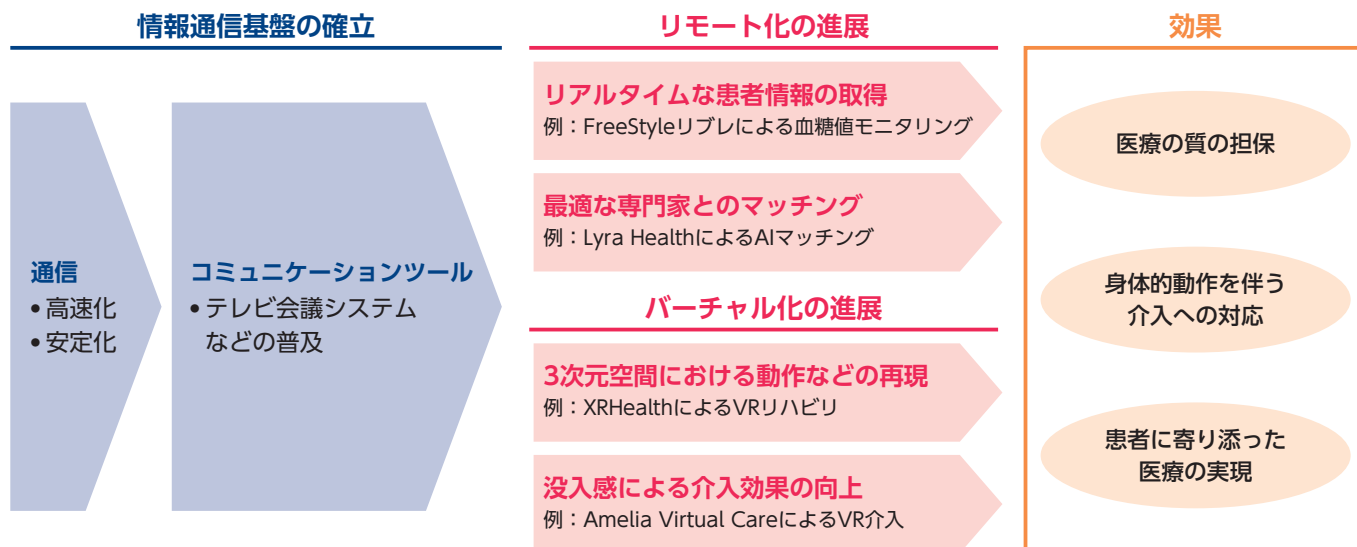 情報通信基盤の確立
通信
• 高速化
• 安定化
コミュニケーションツール
• テレビ会議システム
などの普及
リモート化の進展
リアルタイムな患者情報の取得
例：FreeStyleリブレによる血糖値モニタリング
最適な専門家とのマッチング
例：Lyra HealthによるAIマッチング
バーチャル化の進展
3次元空間における動作などの再現
例：XRHealthによるVRリハビリ
没入感による介入効果の向上
例：Amelia Virtual CareによるVR介入
効果
医療の質の担保
身体的動作を伴う
介入への対応
患者に寄り添った
医療の実現